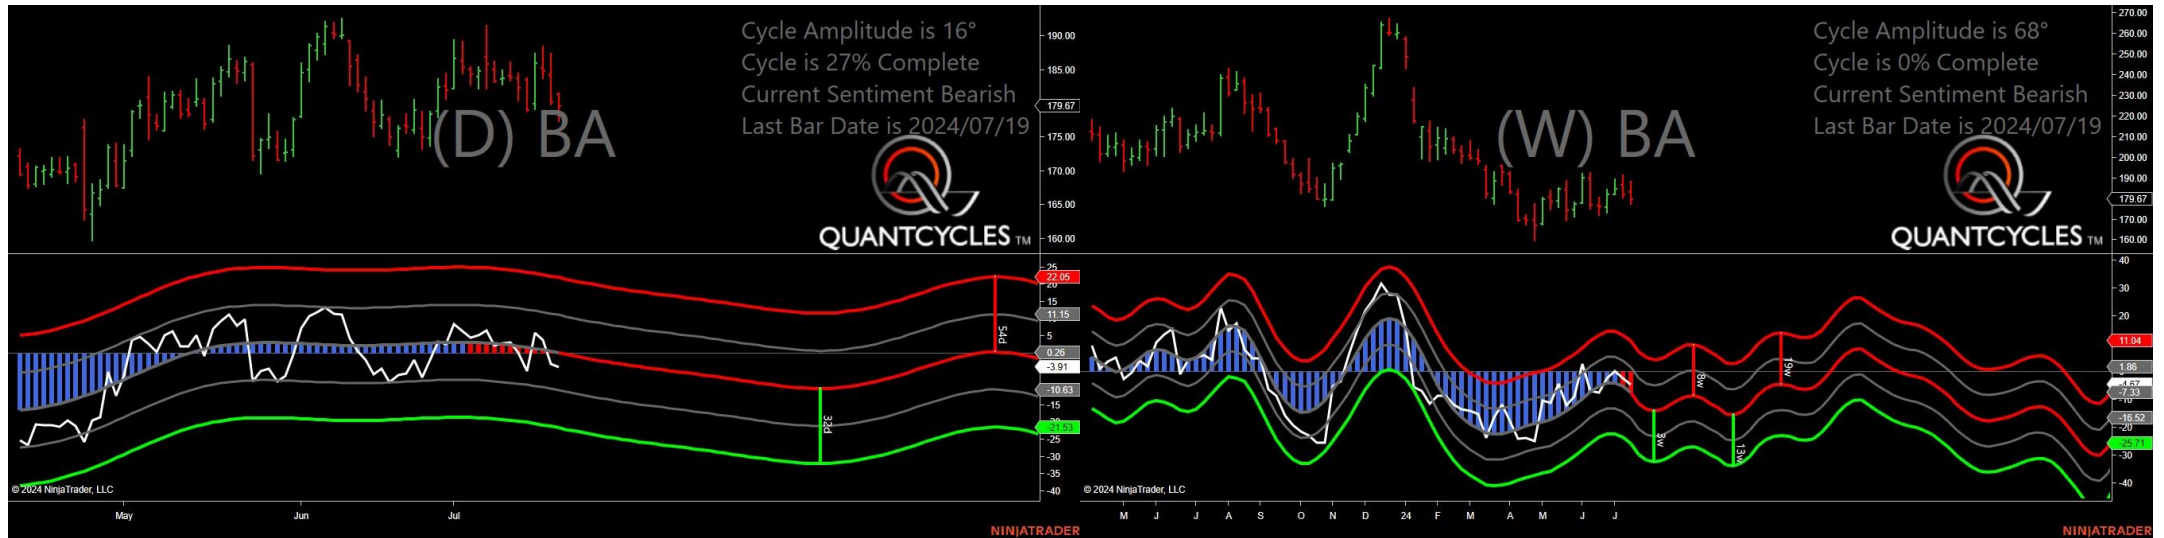 Cycle Amplitude is 16°
Cycle is 27% Complete
Current Sentiment Bearish
Last Bar Date is 2024/07/19
(D) BA
QUANTCYCLES TM
190.00
185.00
179.67
175.00
170.00
165.00
160.00
25
22.05
20
15
11.15
5
0.26
-3.91
-10.63
-15
-21.53
-25
-30
-35
-40
54d
32d
© 2024 NinjaTrader, LLC
May Jun Jul
NINJATRADER
Cycle Amplitude is 68°
Cycle is 0% Complete
Current Sentiment Bearish
Last Bar Date is 2024/07/19
(W) BA
QUANTCYCLES TM
270.00
260.00
250.00
240.00
230.00
220.00
210.00
200.00
190.00
179.67
170.00
160.00
40
30
20
11.04
1.86
-4.67
-7.33
-10
-16.52
-20
-25.71
-30
-40
8w
19w
3w
13w
© 2024 NinjaTrader, LLC
M J J A S O N D 24 F M A M J J
NINJATRADER